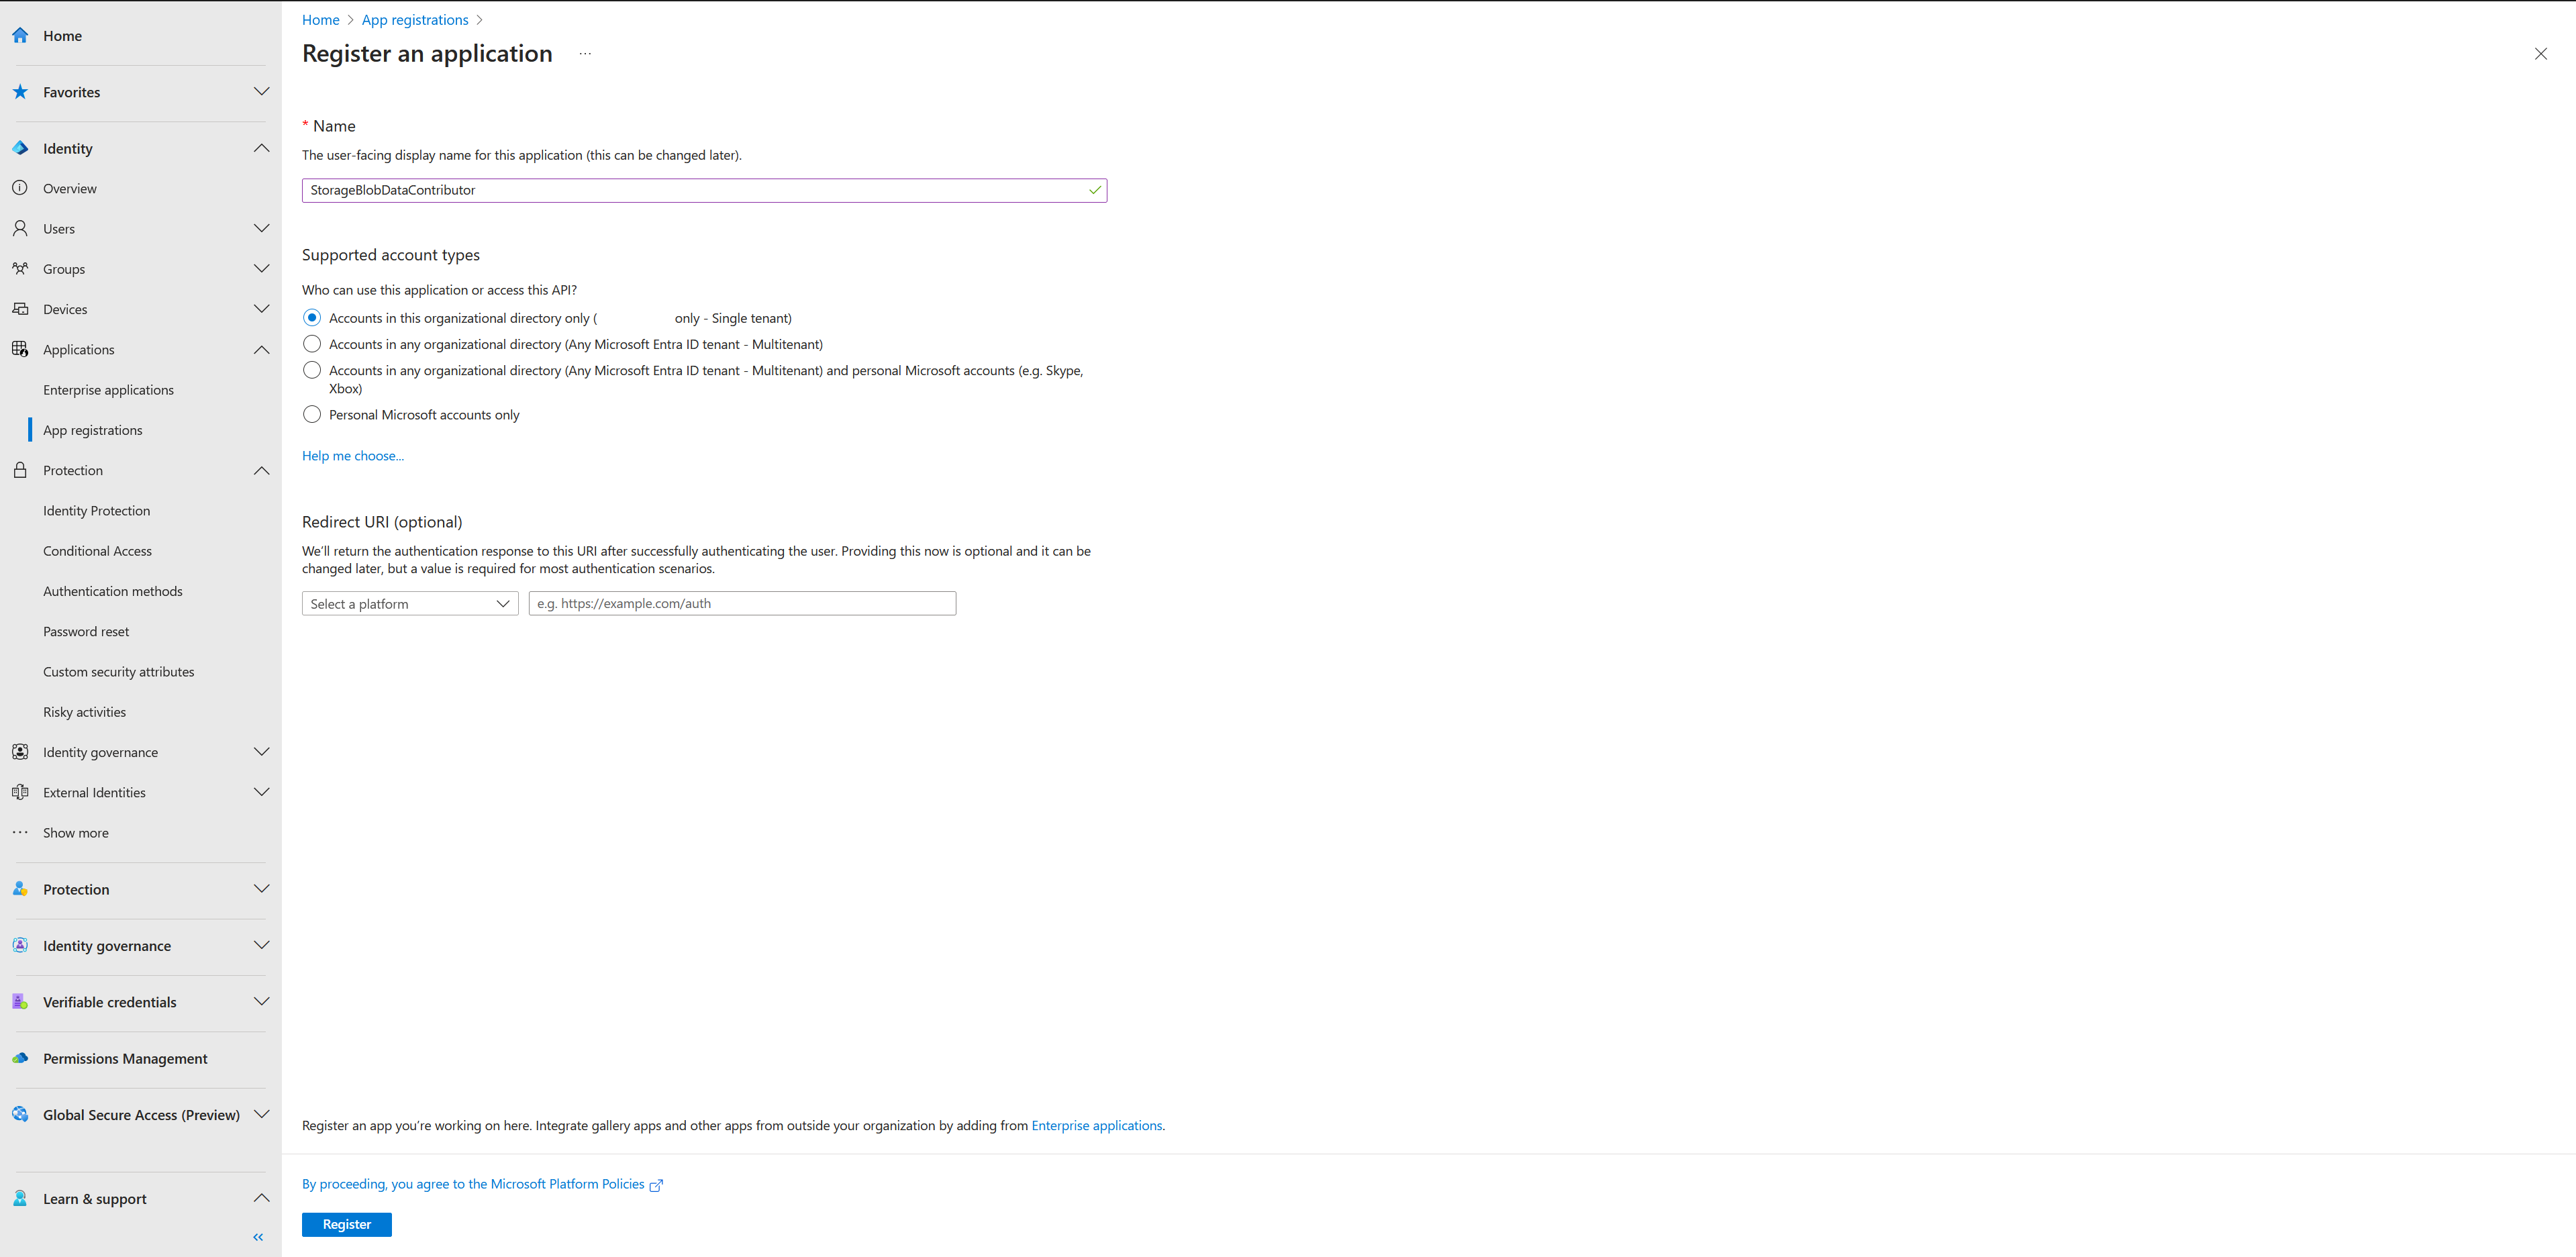 Home
Favorites
Identity
Overview
Users
Groups
Devices
Applications
Enterprise applications
App registrations
Protection
Identity Protection
Conditional Access
Authentication methods
Password reset
Custom security attributes
Risky activities
Identity governance
External Identities
Show more
Protection
Identity governance
Verifiable credentials
Permissions Management
Global Secure Access (Preview)
Learn & support
Home > App registrations >
Register an application ...
* Name
The user-facing display name for this application (this can be changed later).
StorageBlobDataContributor
Supported account types
Who can use this application or access this API?
Accounts in this organizational directory only ( only - Single tenant)
Accounts in any organizational directory (Any Microsoft Entra ID tenant - Multitenant)
Accounts in any organizational directory (Any Microsoft Entra ID tenant - Multitenant) and personal Microsoft accounts (e.g. Skype,
Xbox)
Personal Microsoft accounts only
Help me choose...
Redirect URI (optional)
We'll return the authentication response to this URI after successfully authenticating the user. Providing this now is optional and it can be
changed later, but a value is required for most authentication scenarios.
Select a platform e.g. https://example.com/auth
Register an app you're working on here. Integrate gallery apps and other apps from outside your organization by adding from Enterprise applications.
By proceeding, you agree to the Microsoft Platform Policies
Register